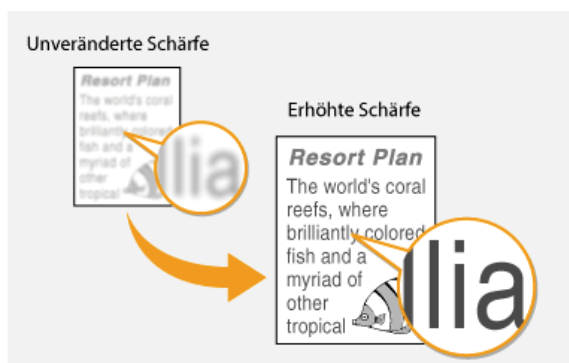 Unveränderte Schärfe
Resort Plan
The world's coral
reefs, where
brilliantly colored
fish and a
myriad of
other
tropical
llia
Erhöhte Schärfe
Resort Plan
The world's coral
reefs, where
brilliantly colored
fish and a
myriad of
other
tropical
llia